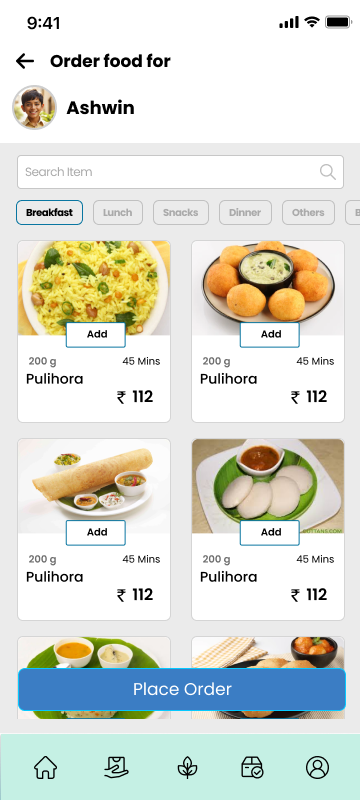 9:41
Order food for
Ashwin
Search Item
Breakfast Lunch Snacks Dinner Others B
Add Add
200 g 45 Mins 200 g 45 Mins
Pulihora Pulihora
₹ 112 ₹ 112
Add Add
200 g 45 Mins 200 g 45 Mins
Pulihora Pulihora
₹ 112 ₹ 112
Place Order